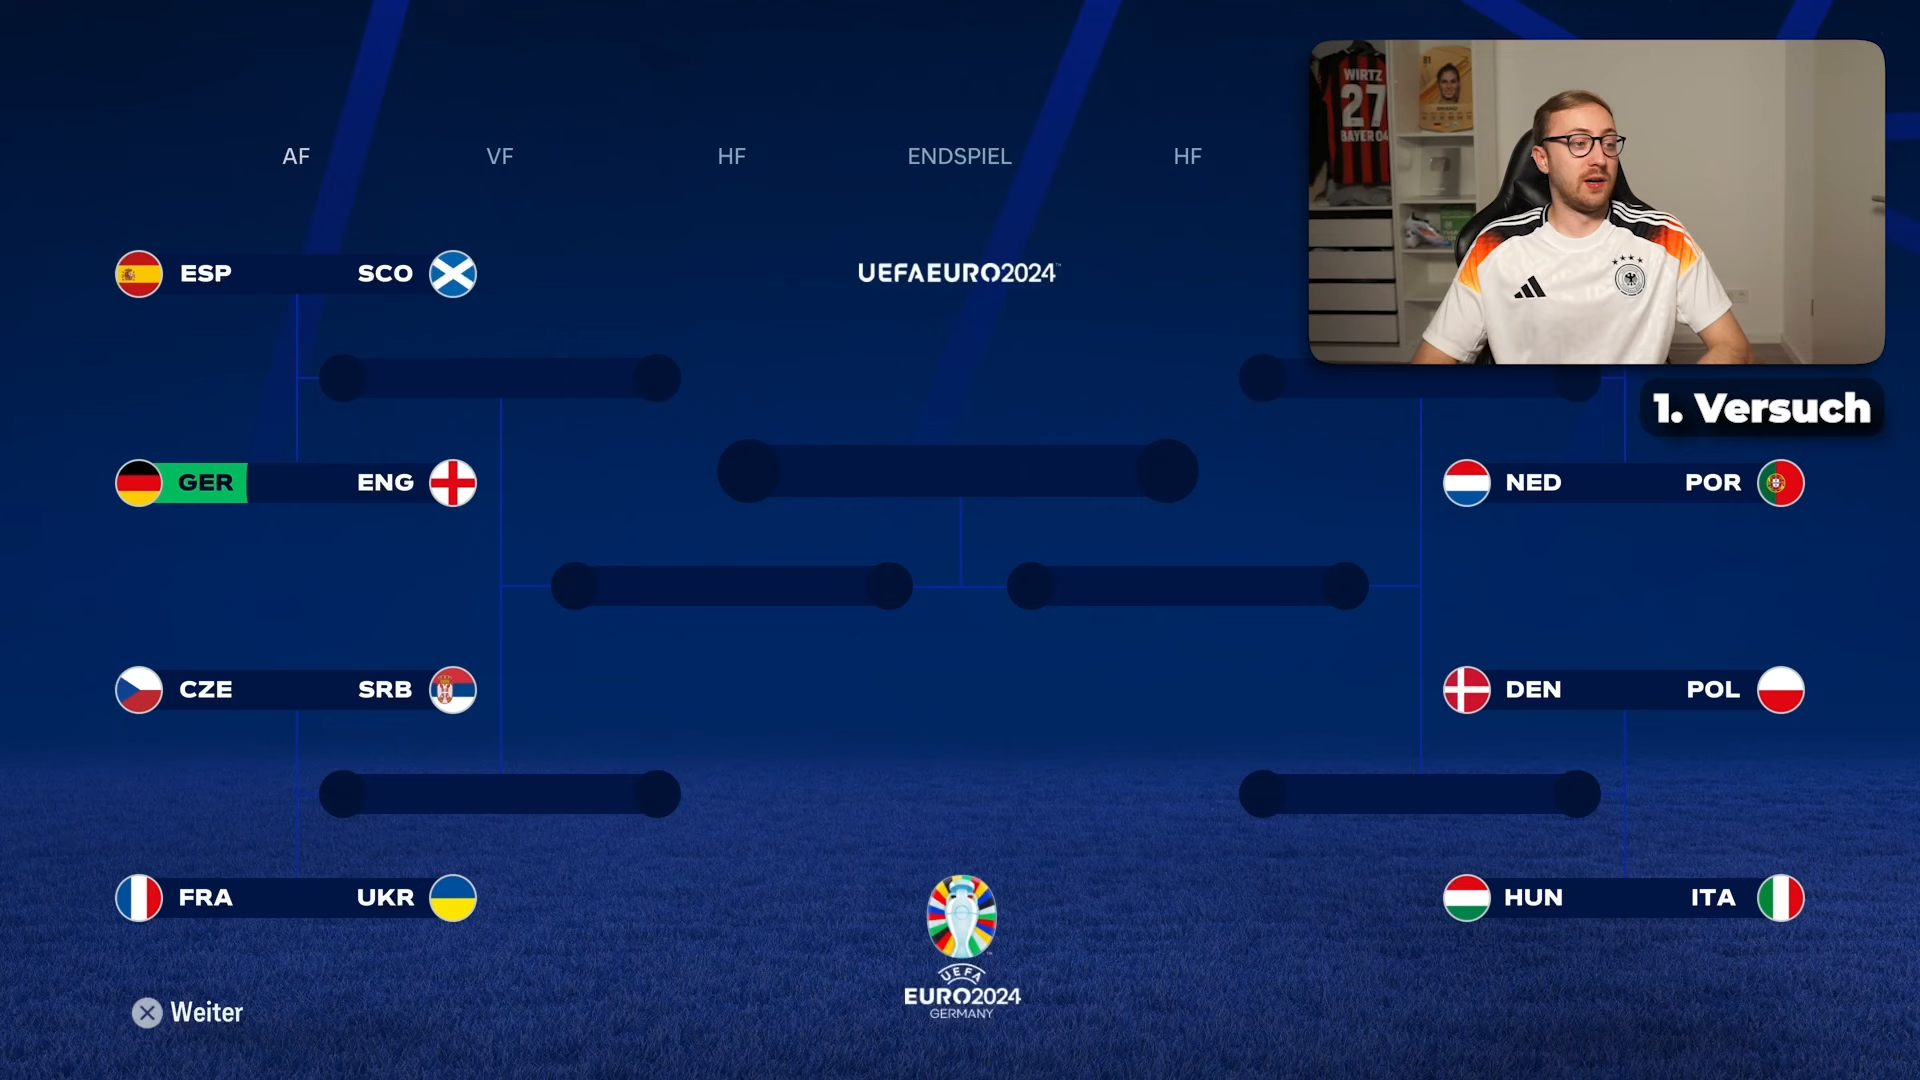 AF
VF
HF
ENDSPIEL
HF
WIRTZ
27
BAYER 04
81
ESP
SCO
UEFAEURO2024
1. Versuch
GER
ENG
NED
POR
CZE
SRB
DEN
POL
FRA
UKR
HUN
ITA
UEFA
EURO2024
GERMANY
Weiter